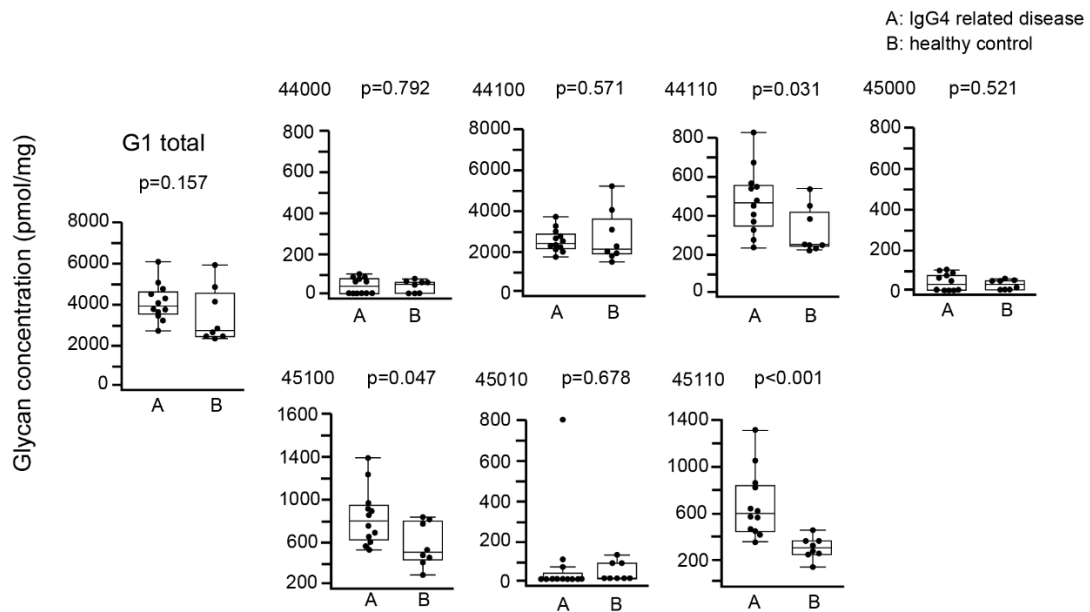 A: IgG4 related disease
B: healthy control
Glycan concentration (pmol/mg)
G1 total
p=0.157
8000
6000
4000
2000
0
A B
44000 p=0.792
800
600
400
200
0
A B
44100 p=0.571
8000
6000
4000
3000
2000
0
A B
44110 p=0.031
800
600
400
200
0
A B
45000 p=0.521
800
600
400
200
0
A B
45100 p=0.047
1600
1400
1000
600
200
A B
45010 p=0.678
800
600
400
200
0
A B
45110 p<0.001
1400
1000
600
200
A B